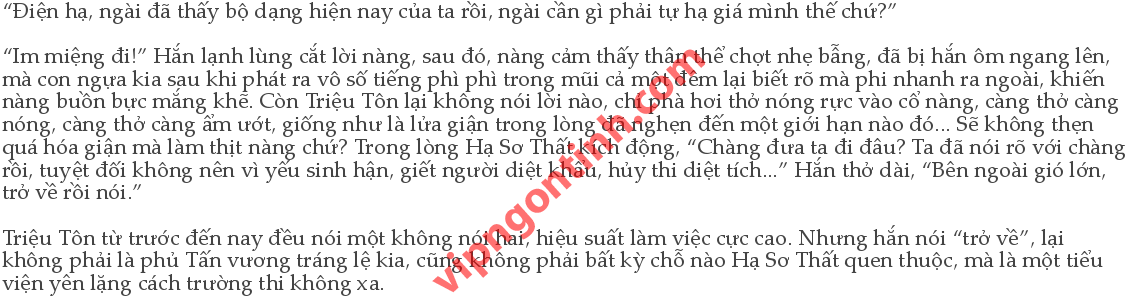 “Điện hạ, ngài đã thấy bộ dạng hiện nay của ta rồi, ngài cần gì phải tự hạ giá mình thế chứ?”
“Im miệng đi!” Hắn lạnh lùng cắt lời nàng, sau đó, nàng cảm thấy thân thể chợt nhẹ bẫng, đã bị hắn ôm ngang lên,
mà con ngựa kia sau khi phát ra vô số tiếng phì phì trong mũi cả một đêm lại biết rõ mà phi nhanh ra ngoài, khiến
nàng buồn bực mắng khẽ. Còn Triệu Tôn lại không nói lời nào, chỉ phà hơi thở nóng rực vào cổ nàng, càng thở càng
nóng, càng thở càng ẩm ướt, giống như là lửa giận trong lòng đã nghẹn đến một giới hạn nào đó... Sẽ không thẹn
quá hóa giận mà làm thịt nàng chứ? Trong lòng Hạ Sơ Thất kích động, “Chàng đưa ta đi đâu? Ta đã nói rõ với chàng
rồi, tuyệt đối không nên vì yếu sinh hận, giết người diệt khẩu, hủy thi diệt tích...” Hắn thở dài, “Bên ngoài gió lớn,
trở về rồi nói.”
Triệu Tôn từ trước đến nay đều nói một không nói hai, hiệu suất làm việc cực cao. Nhưng hắn nói “trở về”, lại
không phải là phủ Tấn vương tráng lệ kia, cũng không phải bất kỳ chỗ nào Hạ Sơ Thất quen thuộc, mà là một tiểu
viện yên lặng cách trường thi không xa.
vipngontinh.com